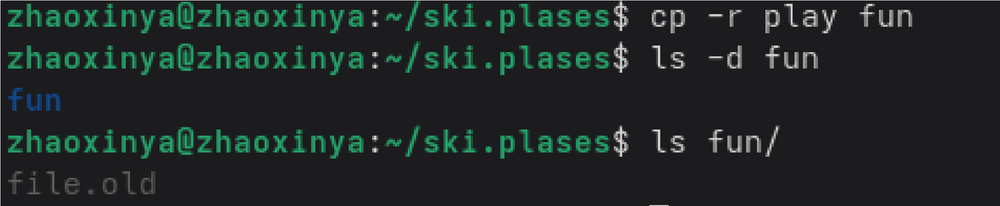 zhaoxinya@zhaoxinya:~/ski.plases$ cp -r play fun
zhaoxinya@zhaoxinya:~/ski.plases$ ls -d fun
fun
zhaoxinya@zhaoxinya:~/ski.plases$ ls fun/
file.old